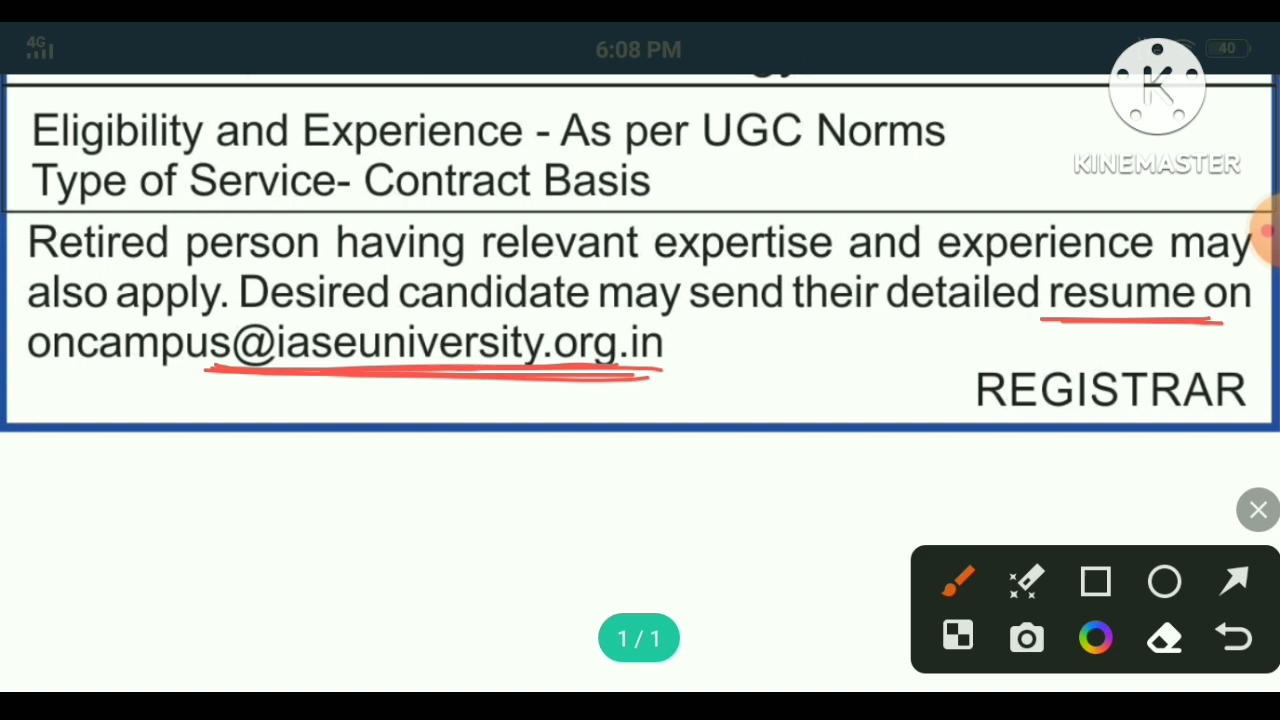 4G
6:08 PM
40
Eligibility and Experience - As per UGC Norms
Type of Service- Contract Basis
KINEMASTER
Retired person having relevant expertise and experience may
also apply. Desired candidate may send their detailed resume on
oncampus@iaseuniversity.org.in
REGISTRAR
1 / 1